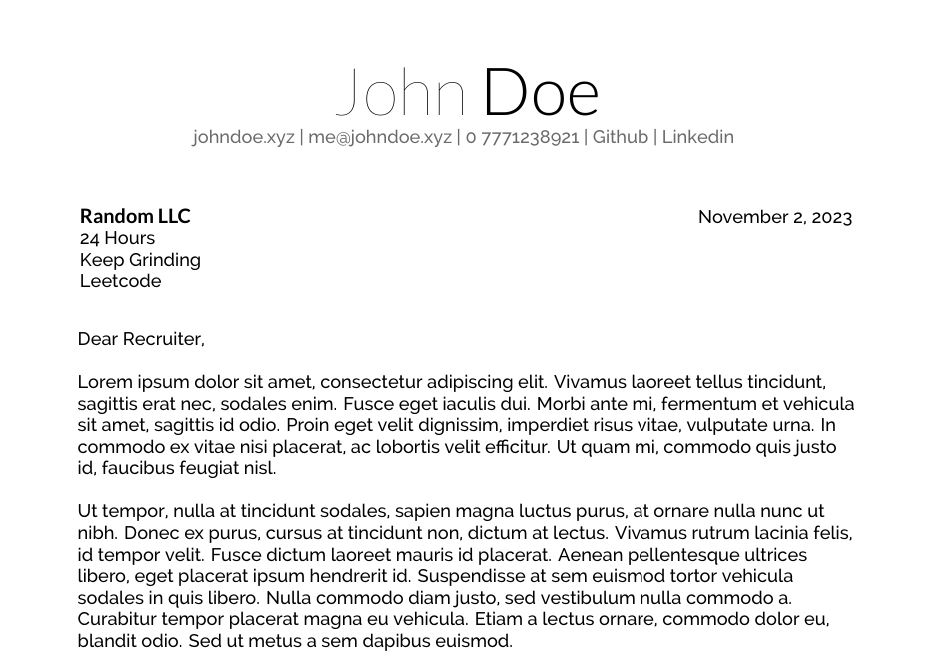 John Doe
johndoe.xyz | me@johndoe.xyz | 0 7771238921 | Github | Linkedin
Random LLC
November 2, 2023
24 Hours
Keep Grinding
Leetcode
Dear Recruiter,
Lorem ipsum dolor sit amet, consectetur adipiscing elit. Vivamus laoreet tellus tincidunt,
sagittis erat nec, sodales enim. Fusce eget iaculis dui. Morbi ante mi, fermentum et vehicula
sit amet, sagittis id odio. Proin eget velit dignissim, imperdiet risus vitae, vulputate urna. In
commodo ex vitae nisi placerat, ac lobortis velit efficitur. Ut quam mi, commodo quis justo
id, faucibus feugiat nisl.
Ut tempor, nulla at tincidunt sodales, sapien magna luctus purus, at ornare nulla nunc ut
nibh. Donec ex purus, cursus at tincidunt non, dictum at lectus. Vivamus rutrum lacinia felis,
id tempor velit. Fusce dictum laoreet mauris id placerat. Aenean pellentesque ultrices
libero, eget placerat ipsum hendrerit id. Suspendisse at sem euismod tortor vehicula
sodales in quis libero. Nulla commodo diam justo, sed vestibulum nulla commodo a.
Curabitur tempor placerat magna eu vehicula. Etiam a lectus ornare, commodo dolor eu,
blandit odio. Sed ut metus a sem dapibus euismod.